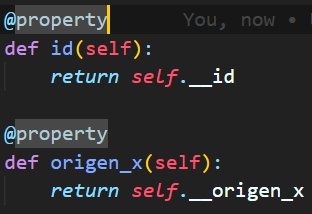 @property You, now •
def id(self):
return self.__id
@property
def origen_x(self):
return self.__origen_x